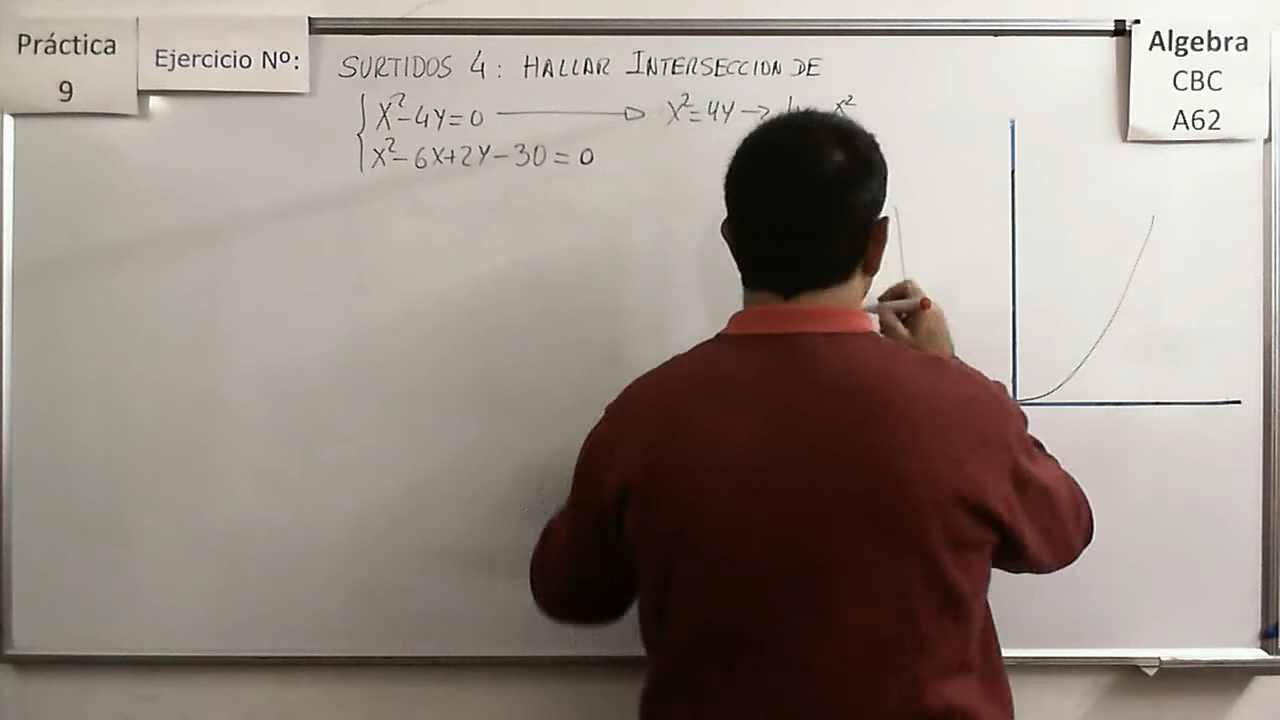 Práctica
9
Ejercicio Nº:
SURTIDOS 4: HALLAR INTERSECCION DE
X²-4Y=0 → X²=4Y → X²
X²-6X+2Y-30=0
Algebra
CBC
A62